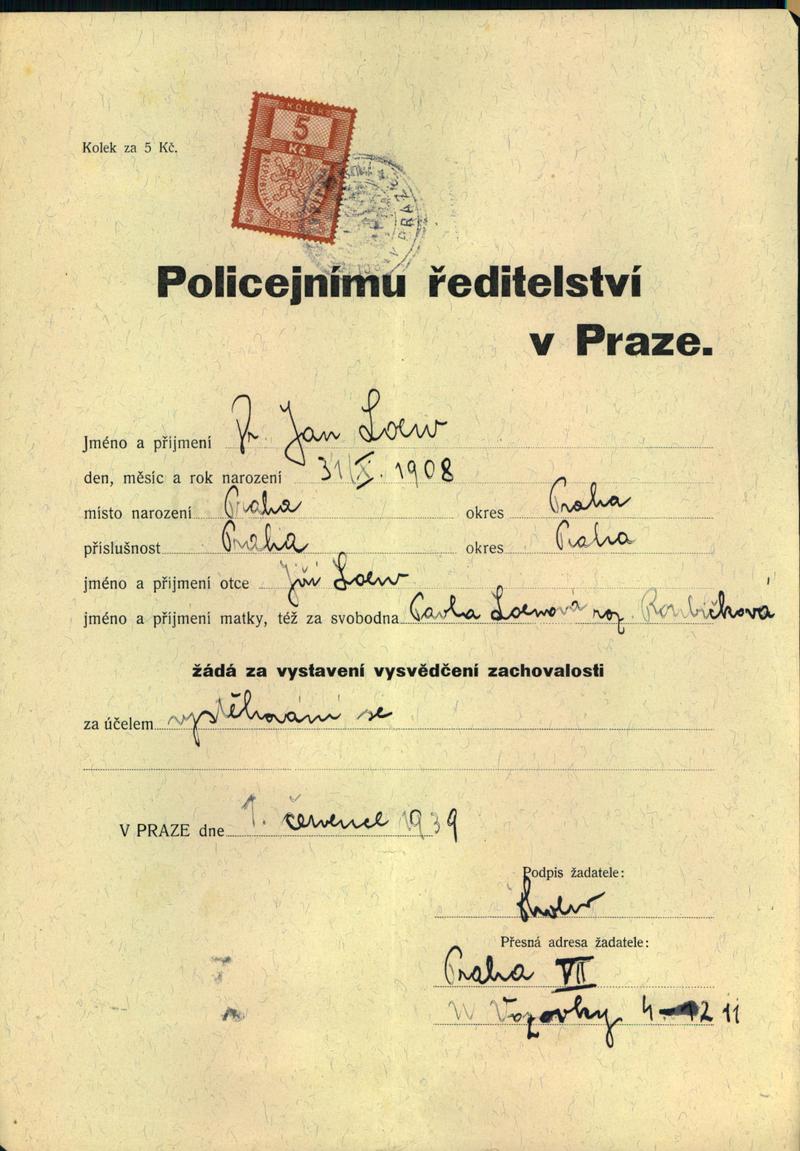 Kolek za 5 Kč.
KOLEK
5
Kč
5
PRAZE
Policejnímu ředitelství
v Praze.
Jméno a příjmení Dr Jan Loew
den, měsíc a rok narození 31/X. 1908
místo narození Praha okres Praha
příslušnost Praha okres Praha
jméno a příjmení otce Jiří Loew
jméno a příjmení matky, též za svobodna Pavla Loewová roz. Roubíčková
žádá za vystavení vysvědčení zachovalosti
za účelem vystěhování se
V PRAZE dne 1. července 1939
Podpis žadatele:
Přesná adresa žadatele:
Praha VII
U Vozovky 4